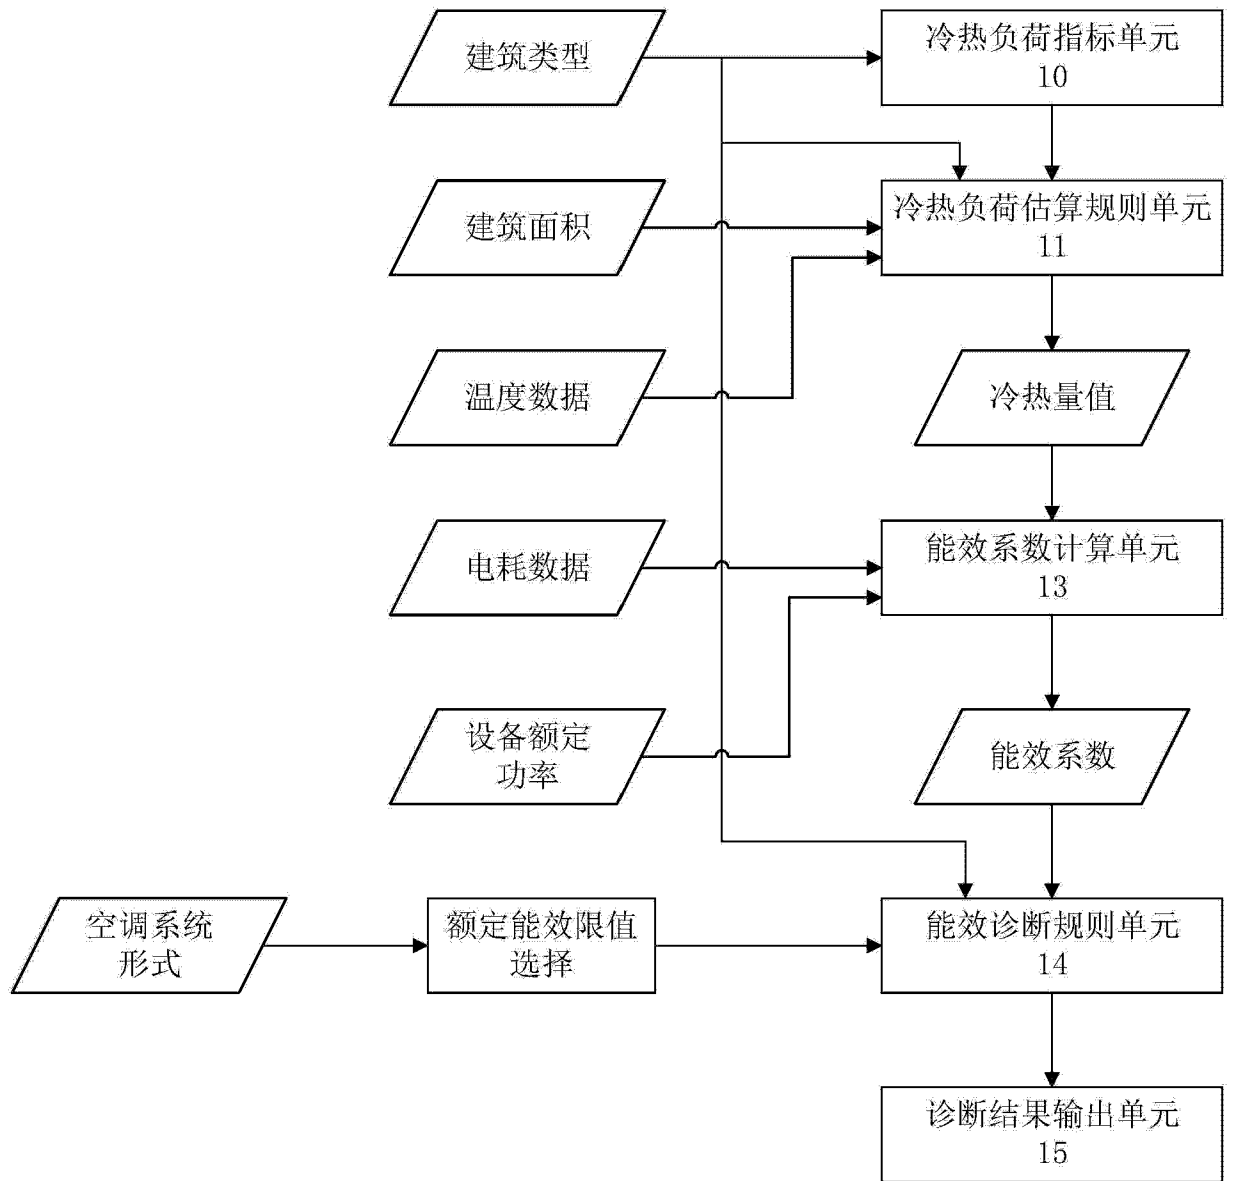 建筑类型
冷热负荷指标单元
10
建筑面积
冷热负荷估算规则单元
11
温度数据
冷热量值
电耗数据
能效系数计算单元
13
设备额定
功率
能效系数
空调系统
形式
额定能效限值
选择
能效诊断规则单元
14
诊断结果输出单元
15